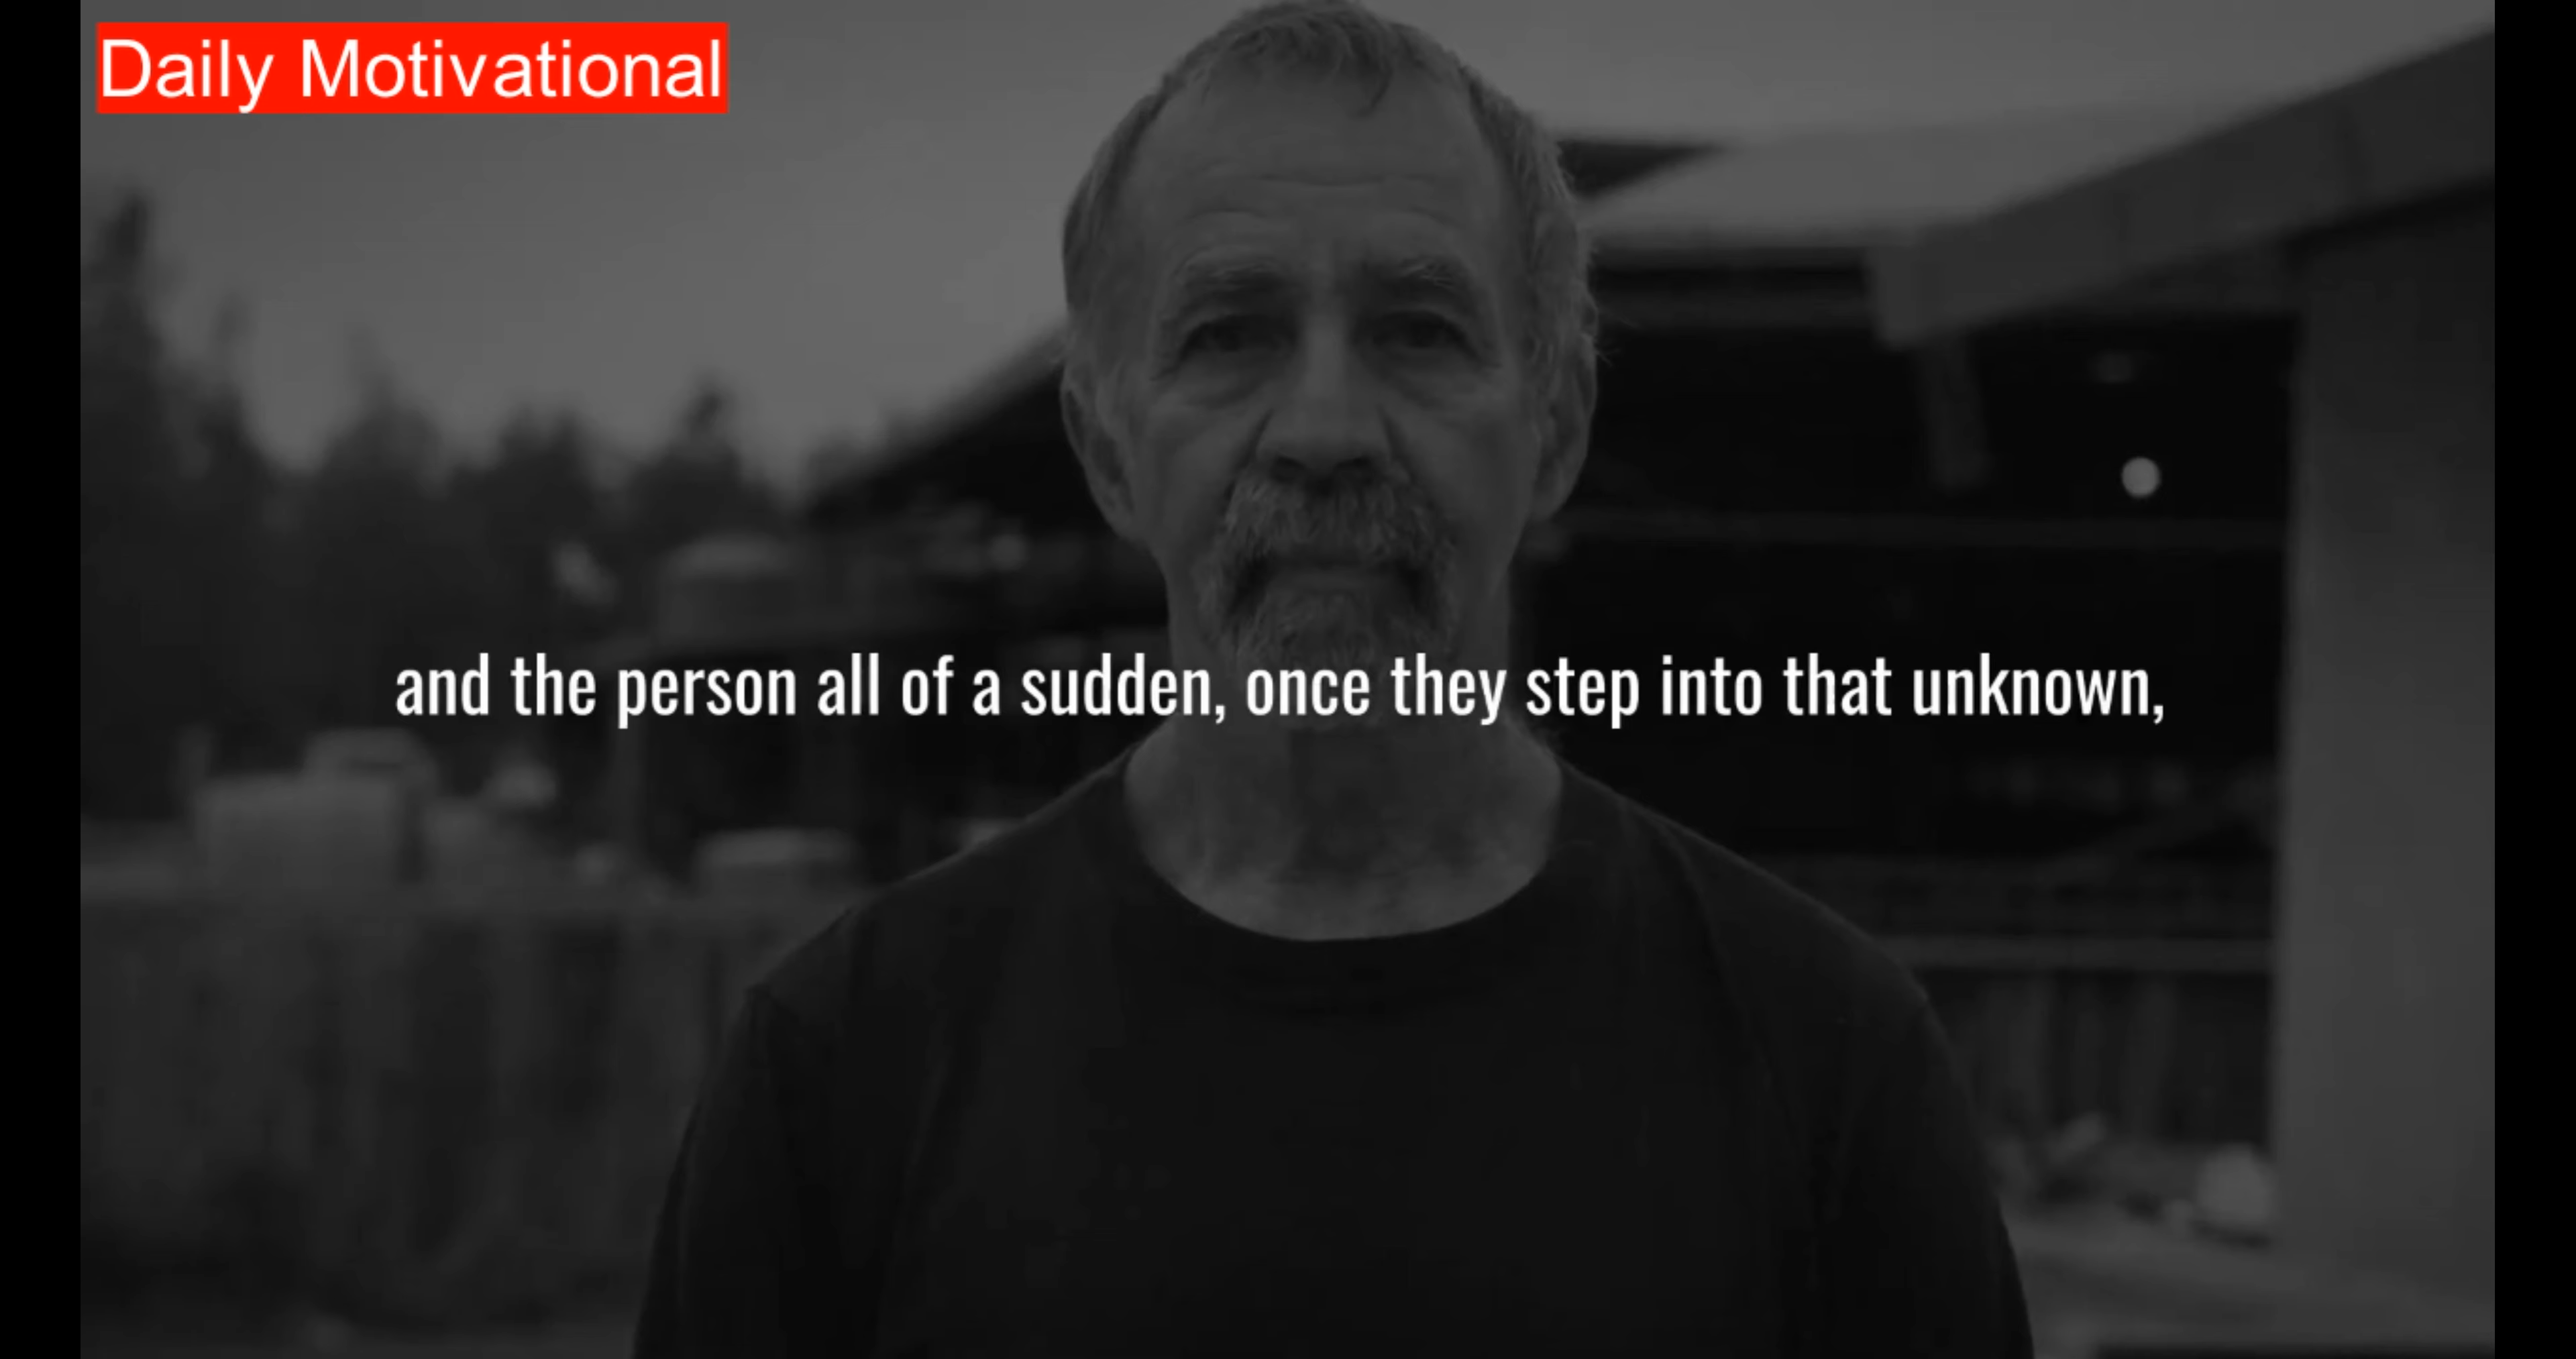 Daily Motivational
and the person all of a sudden, once they step into that unknown,